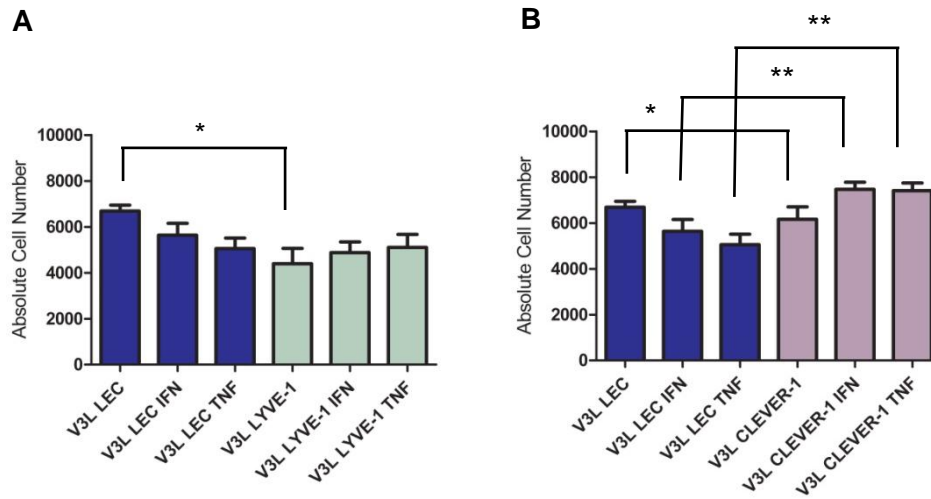 A
*
Absolute Cell Number
10000
8000
6000
4000
2000
0
V3L LEC
V3L LEC IFN
V3L LEC TNF
V3L LYVE-1
V3L LYVE-1 IFN
V3L LYVE-1 TNF
B
**
**
*
Absolute Cell Number
10000
8000
6000
4000
2000
0
V3L LEC
V3L LEC IFN
V3L LEC TNF
V3L CLEVER-1
V3L CLEVER-1 IFN
V3L CLEVER-1 TNF